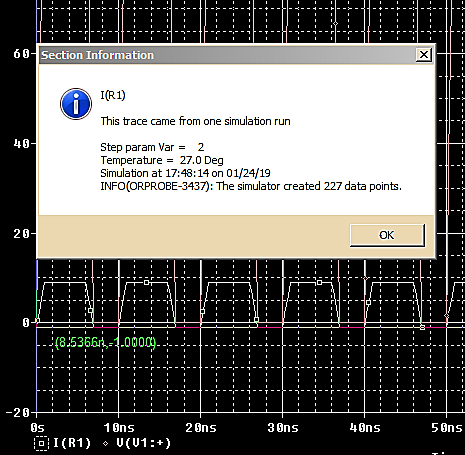 Section Information
I(R1)
This trace came from one simulation run
Step param Var = 2
Temperature = 27.0 Deg
Simulation at 17:48:14 on 01/24/19
INFO(ORPROBE-3437): The simulator created 227 data points.
OK
60
40
20
0
(8.5366n,-1.0000)
-20
0s 10ns 20ns 30ns 40ns 50ns
I(R1) V(V1:+)